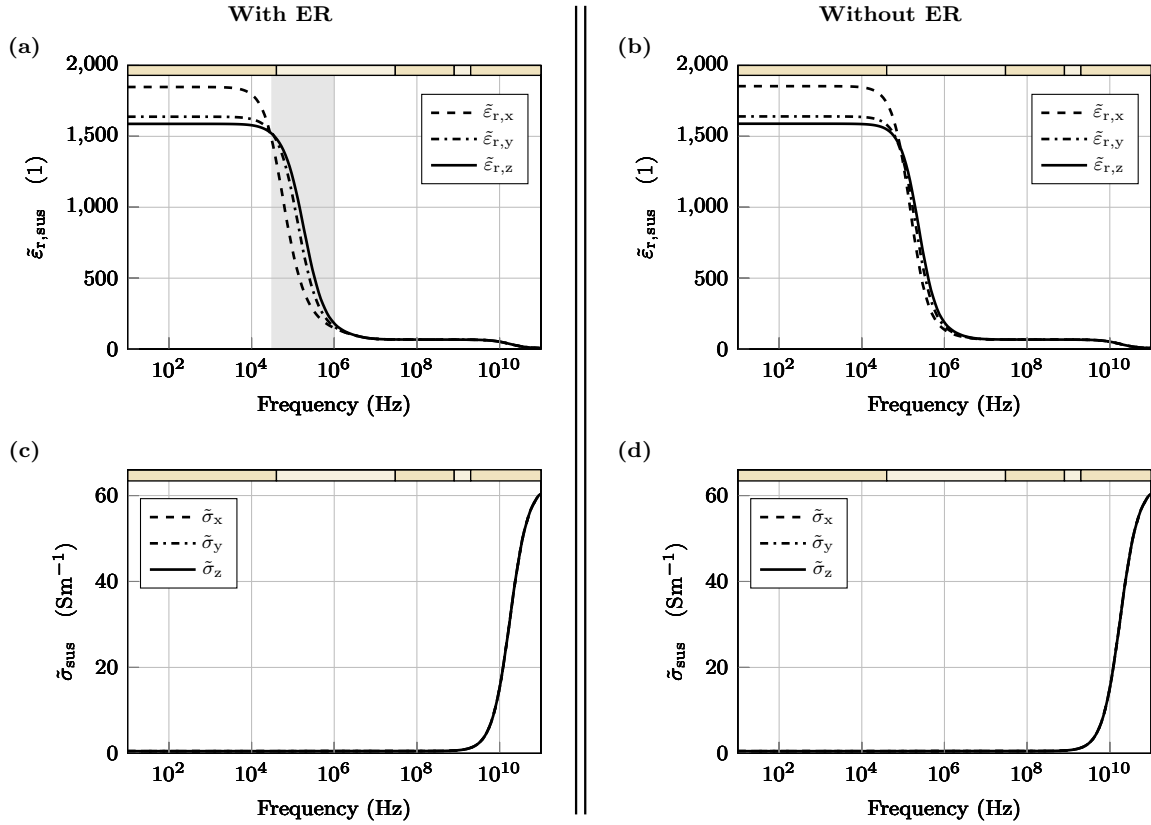 With ER
Without ER
(a)
2,000
1,500
1,000
500
0
ε̃r,sus (1)
ε̃r,x
ε̃r,y
ε̃r,z
10² 10⁴ 10⁶ 10⁸ 10¹⁰
Frequency (Hz)
(b)
2,000
1,500
1,000
500
0
ε̃r,sus (1)
ε̃r,x
ε̃r,y
ε̃r,z
10² 10⁴ 10⁶ 10⁸ 10¹⁰
Frequency (Hz)
(c)
60
40
20
0
σ̃sus (Sm⁻¹)
σ̃x
σ̃y
σ̃z
10² 10⁴ 10⁶ 10⁸ 10¹⁰
Frequency (Hz)
(d)
60
40
20
0
σ̃sus (Sm⁻¹)
σ̃x
σ̃y
σ̃z
10² 10⁴ 10⁶ 10⁸ 10¹⁰
Frequency (Hz)